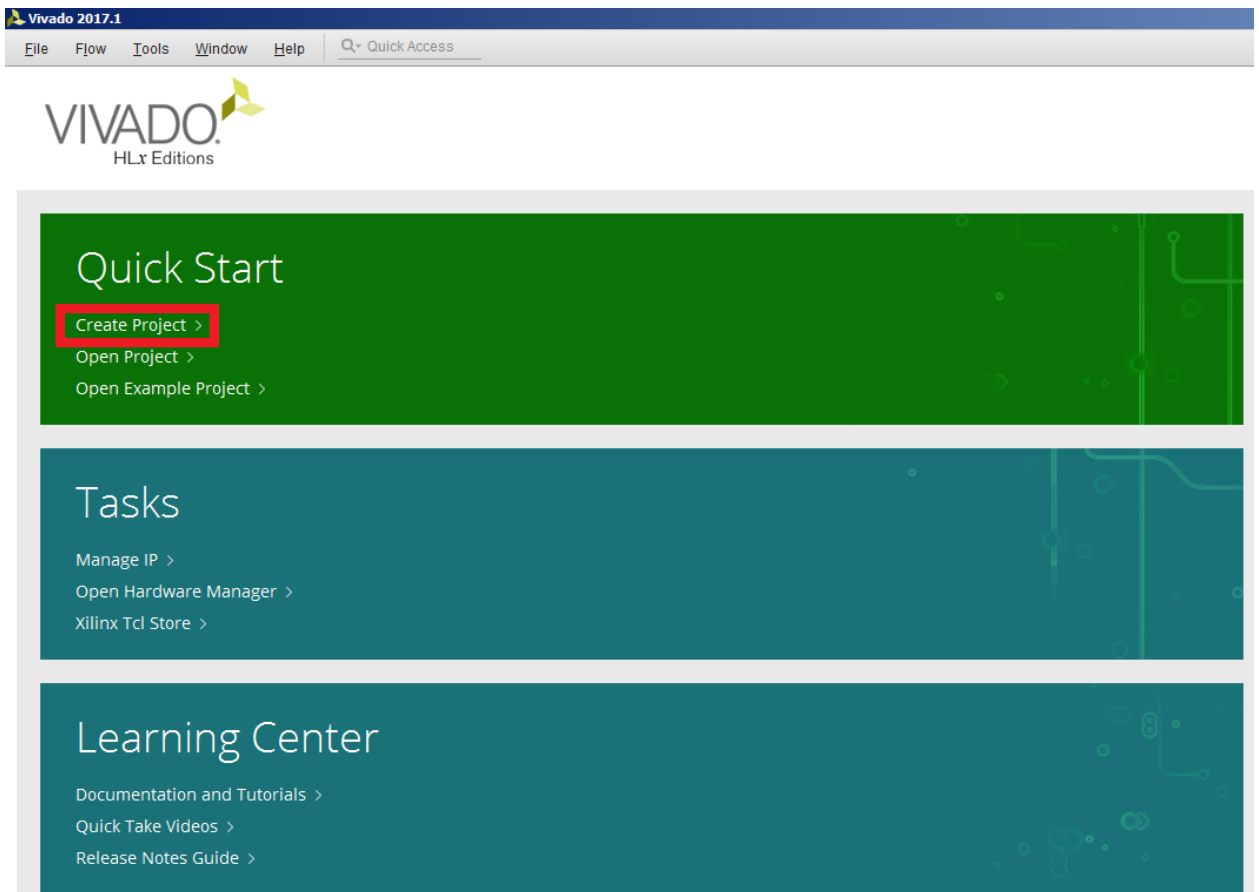 Vivado 2017.1
File Flow Tools Window Help Quick Access
VIVADO.
HLx Editions
Quick Start
Create Project >
Open Project >
Open Example Project >
Tasks
Manage IP >
Open Hardware Manager >
Xilinx Tcl Store >
Learning Center
Documentation and Tutorials >
Quick Take Videos >
Release Notes Guide >